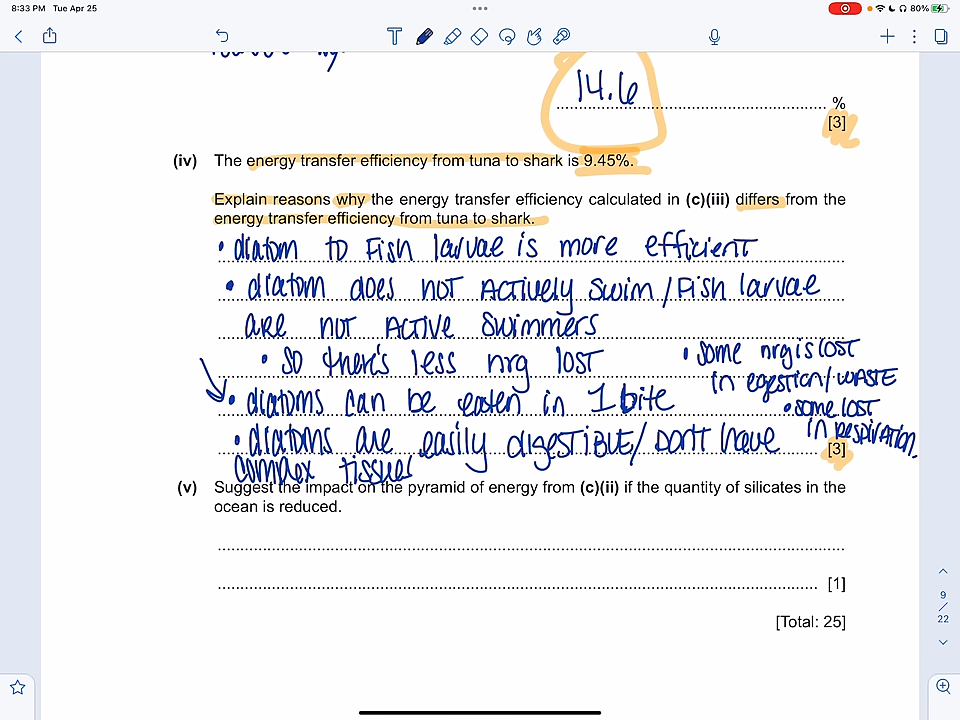 8:33 PM Tue Apr 25
80%
14.6
%
[3]
(iv) The energy transfer efficiency from tuna to shark is 9.45%.
Explain reasons why the energy transfer efficiency calculated in (c)(iii) differs from the
energy transfer efficiency from tuna to shark.
• diatom to Fish larvae is more efficient
• diatom does not actively swim / Fish larvae
are not active swimmers
• so there's less nrg lost
• some nrg is lost
in egestion / waste
• diatoms can be eaten in 1 bite
• some lost
in respiration.
• diatoms are easily digestible / don't have
complex tissues
[3]
(v) Suggest the impact on the pyramid of energy from (c)(ii) if the quantity of silicates in the
ocean is reduced.
[1]
[Total: 25]
9
/
22